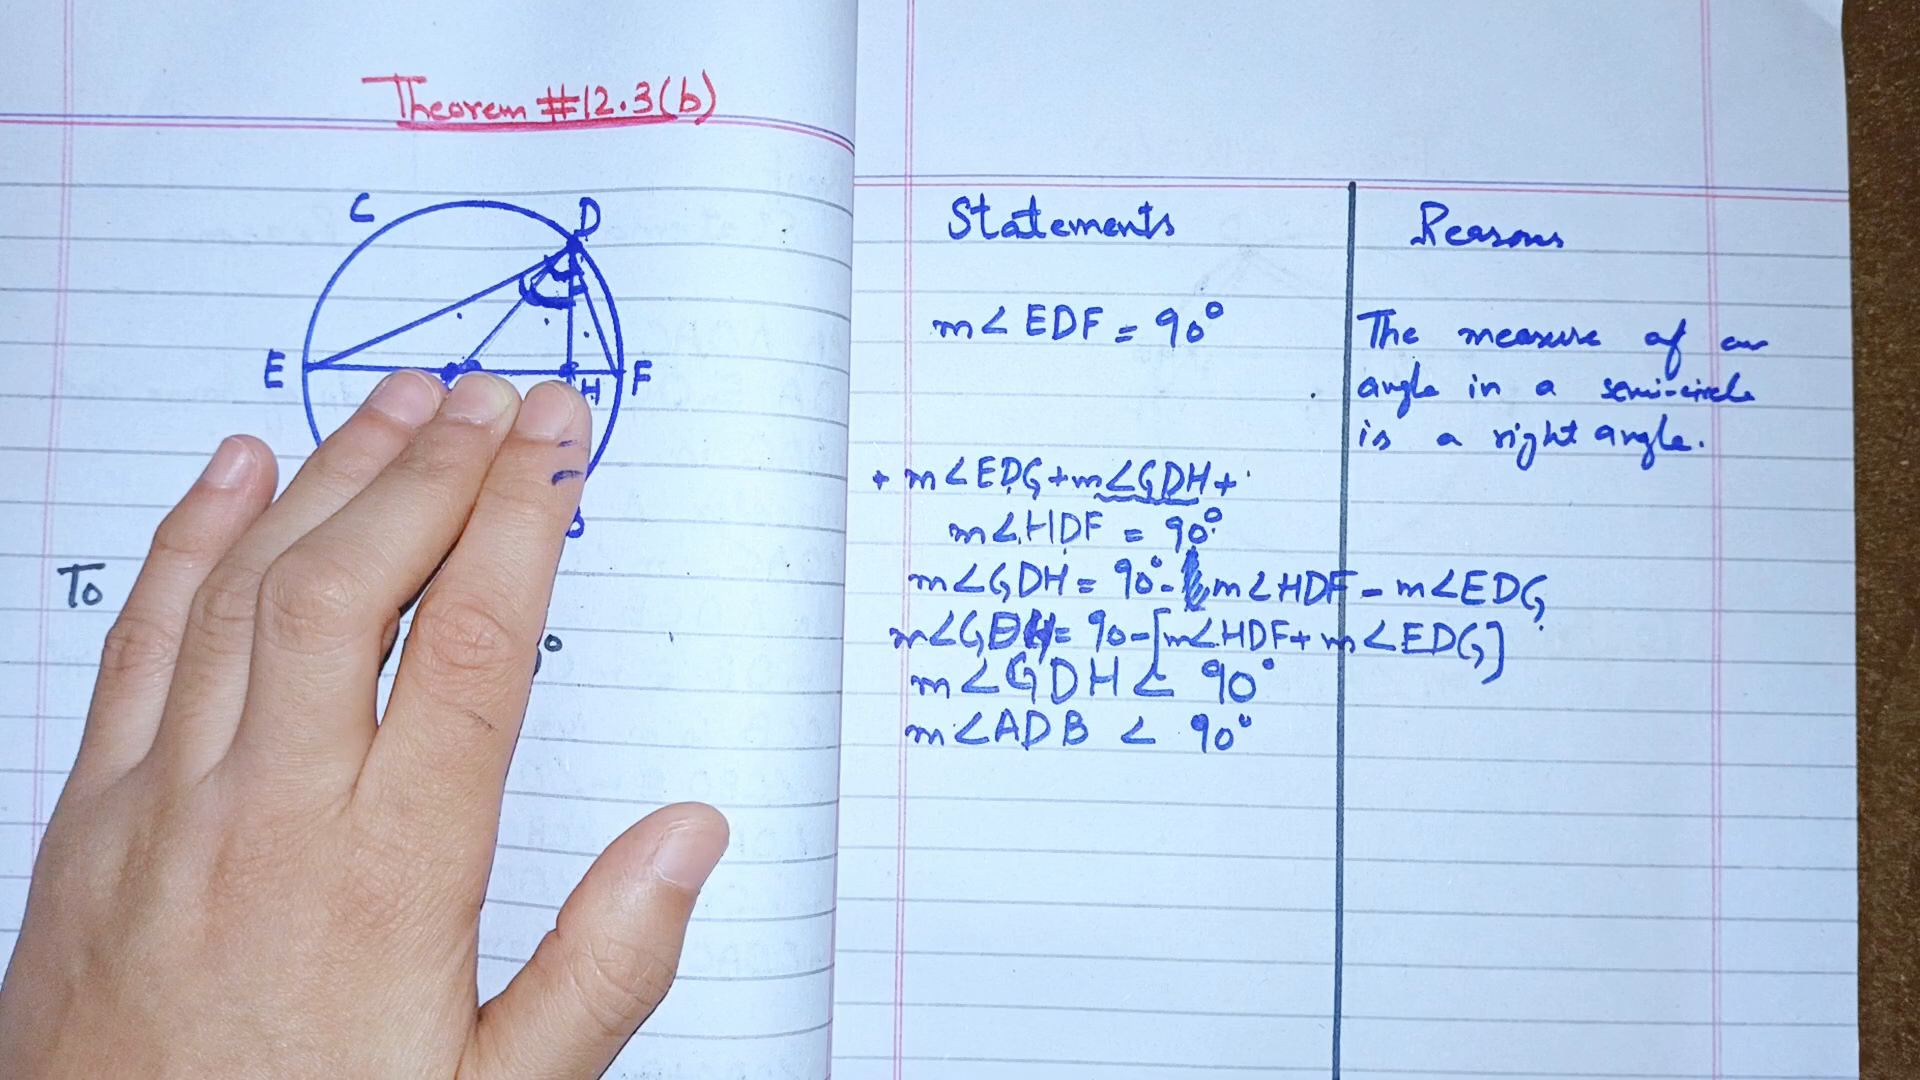 Theorem #12.3(b)
C
D
E
H F
B
To
°
Statements
Reasons
m∠EDF = 90°
The measure of an
angle in a semi-circle
is a right angle.
m∠EDG+m∠GDH+
m∠HDF = 90°
m∠GDH = 90°- m∠HDF - m∠EDG
m∠GDH = 90-[m∠HDF+m∠EDG]
m∠GDH < 90°
m∠ADB < 90°